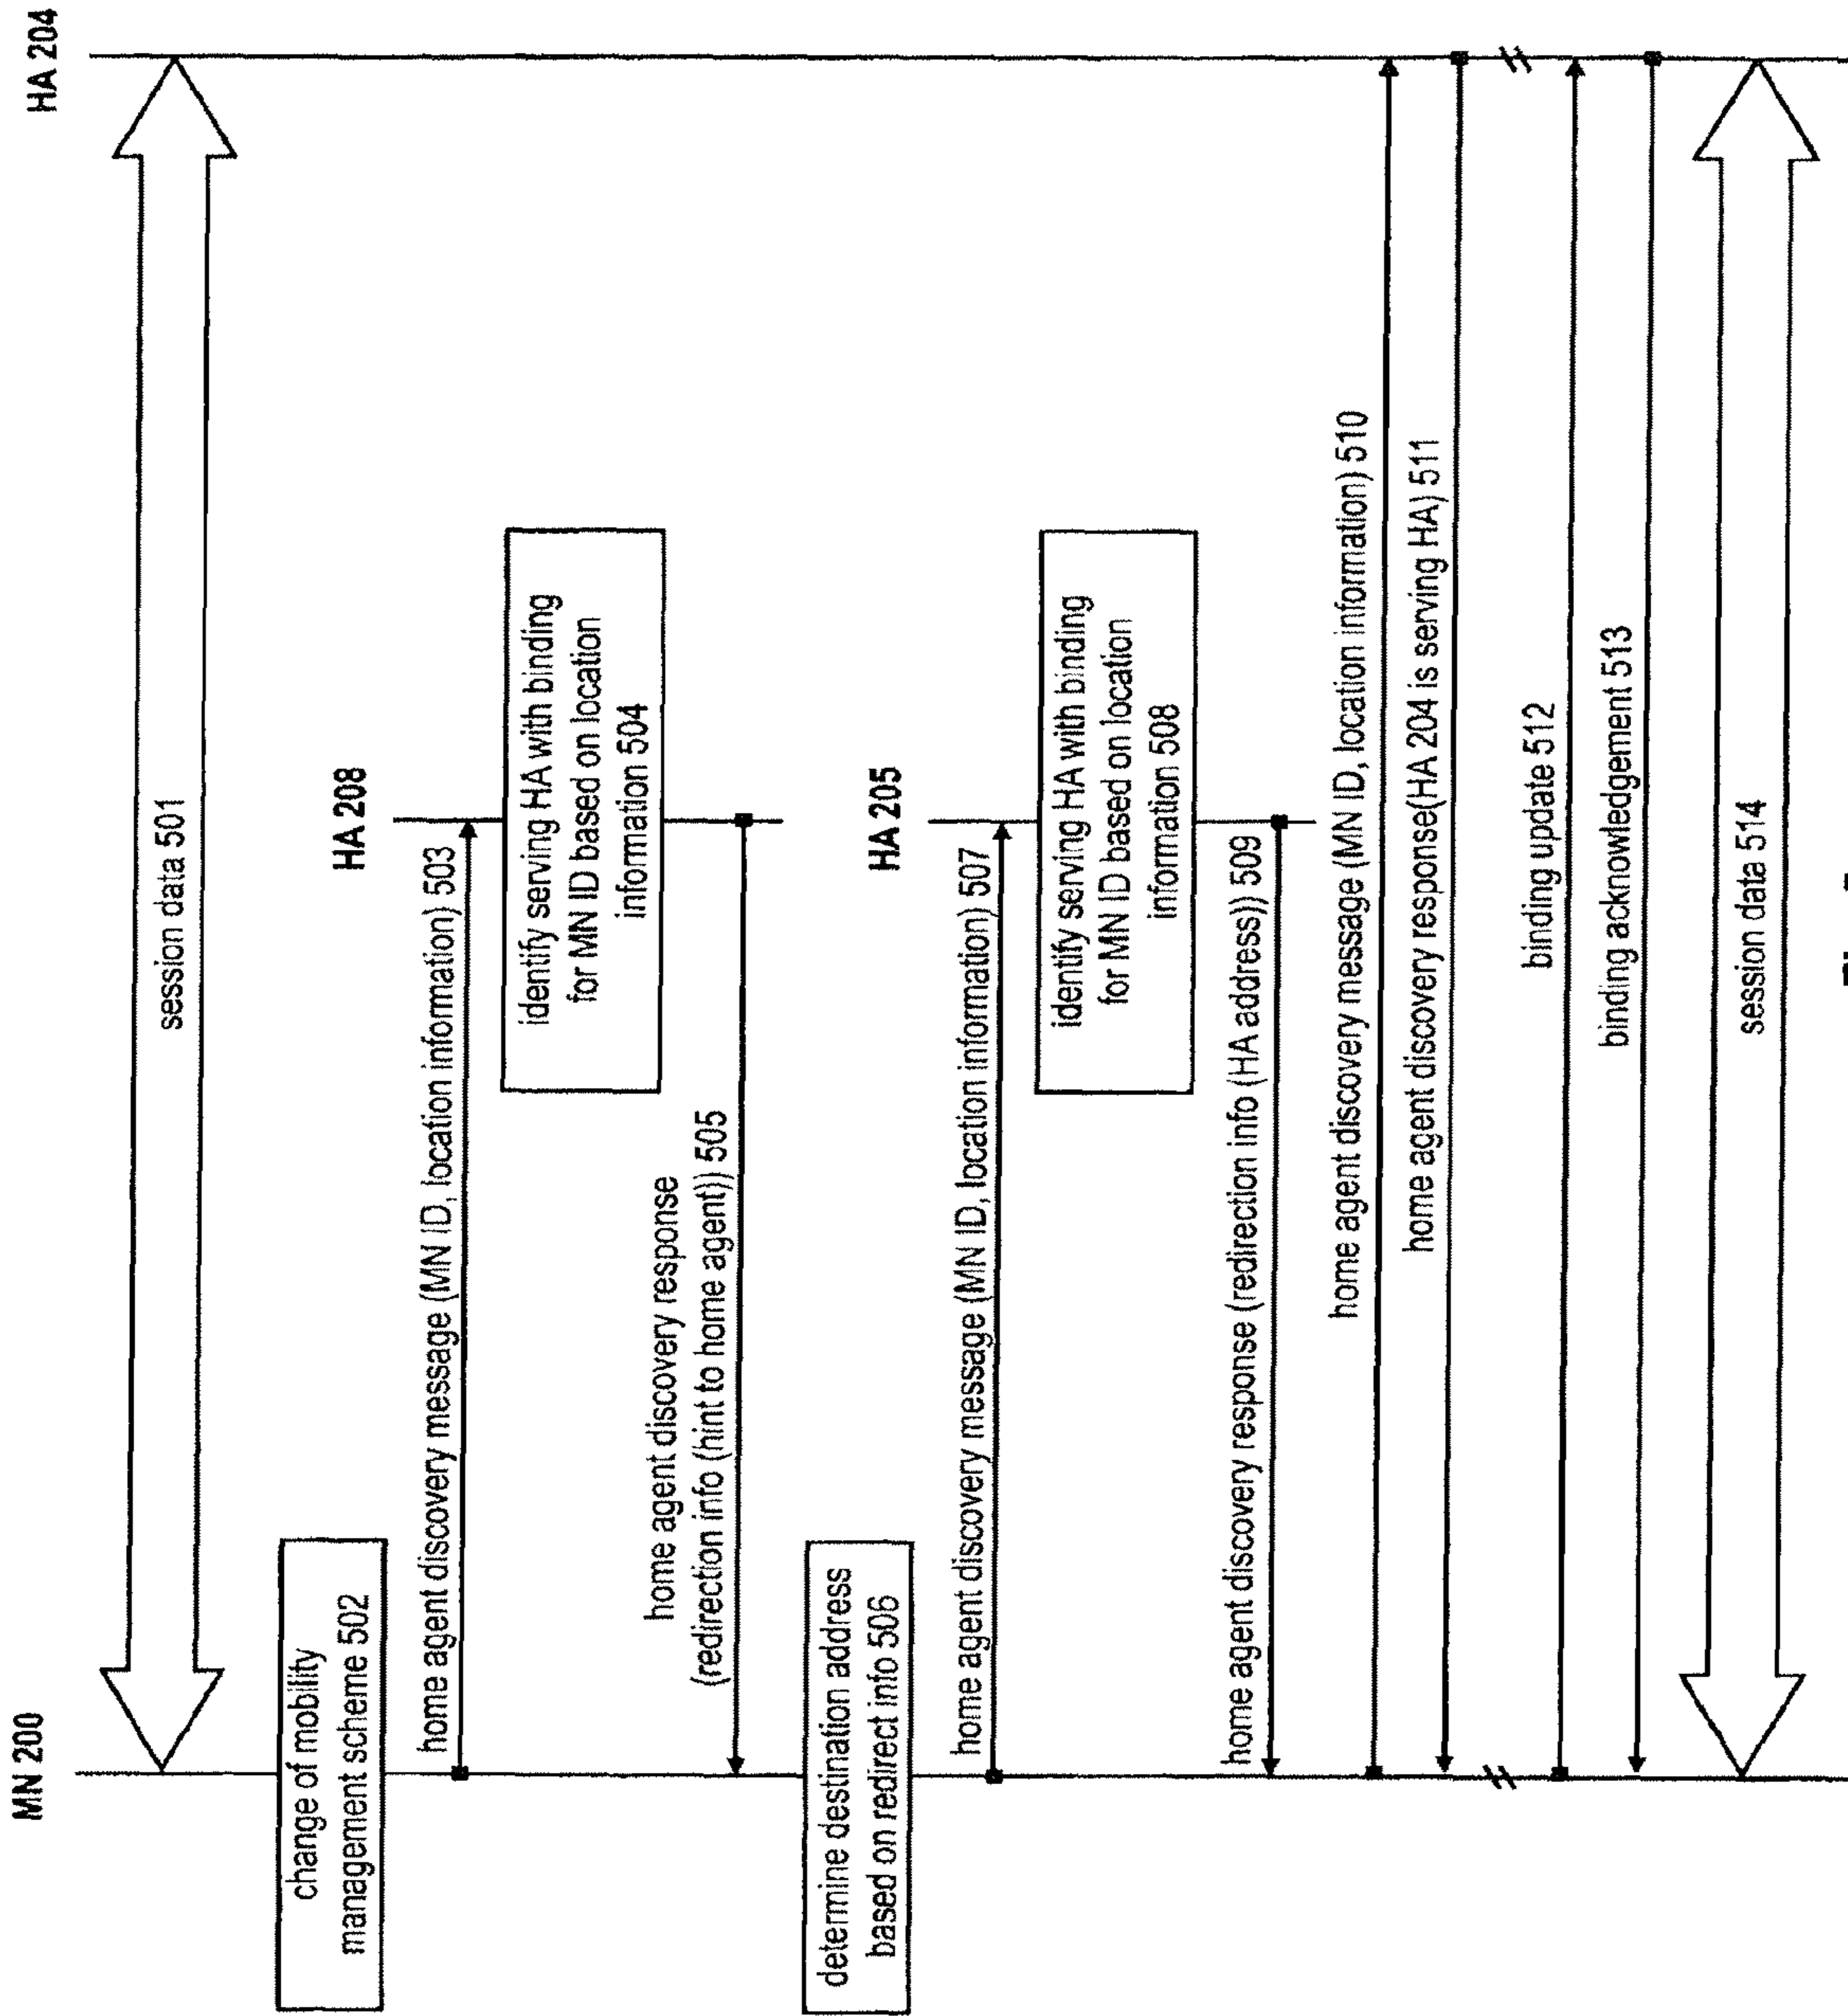 MN 200
HA 204
session data 501
change of mobility
management scheme 502
HA 208
home agent discovery message (MN ID, location information) 503
identify serving HA with binding
for MN ID based on location
information 504
home agent discovery response
(redirection info (hint to home agent)) 505
determine destination address
based on redirect info 506
HA 205
home agent discovery message (MN ID, location information) 507
identify serving HA with binding
for MN ID based on location
information 508
home agent discovery response (redirection info (HA address)) 509
home agent discovery message (MN ID, location information) 510
home agent discovery response(HA 204 is serving HA) 511
binding update 512
binding acknowledgement 513
session data 514